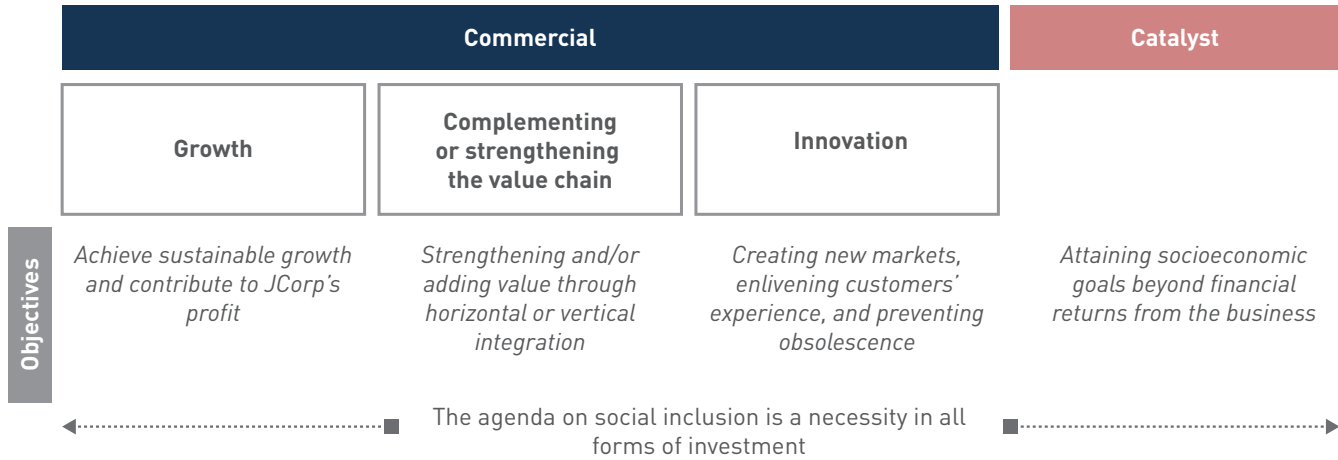 Commercial
Catalyst
Growth
Complementing
or strengthening
the value chain
Innovation
Objectives
Achieve sustainable growth
and contribute to JCorp's
profit
Strengthening and/or
adding value through
horizontal or vertical
integration
Creating new markets,
enlivening customers'
experience, and preventing
obsolescence
Attaining socioeconomic
goals beyond financial
returns from the business
The agenda on social inclusion is a necessity in all
forms of investment